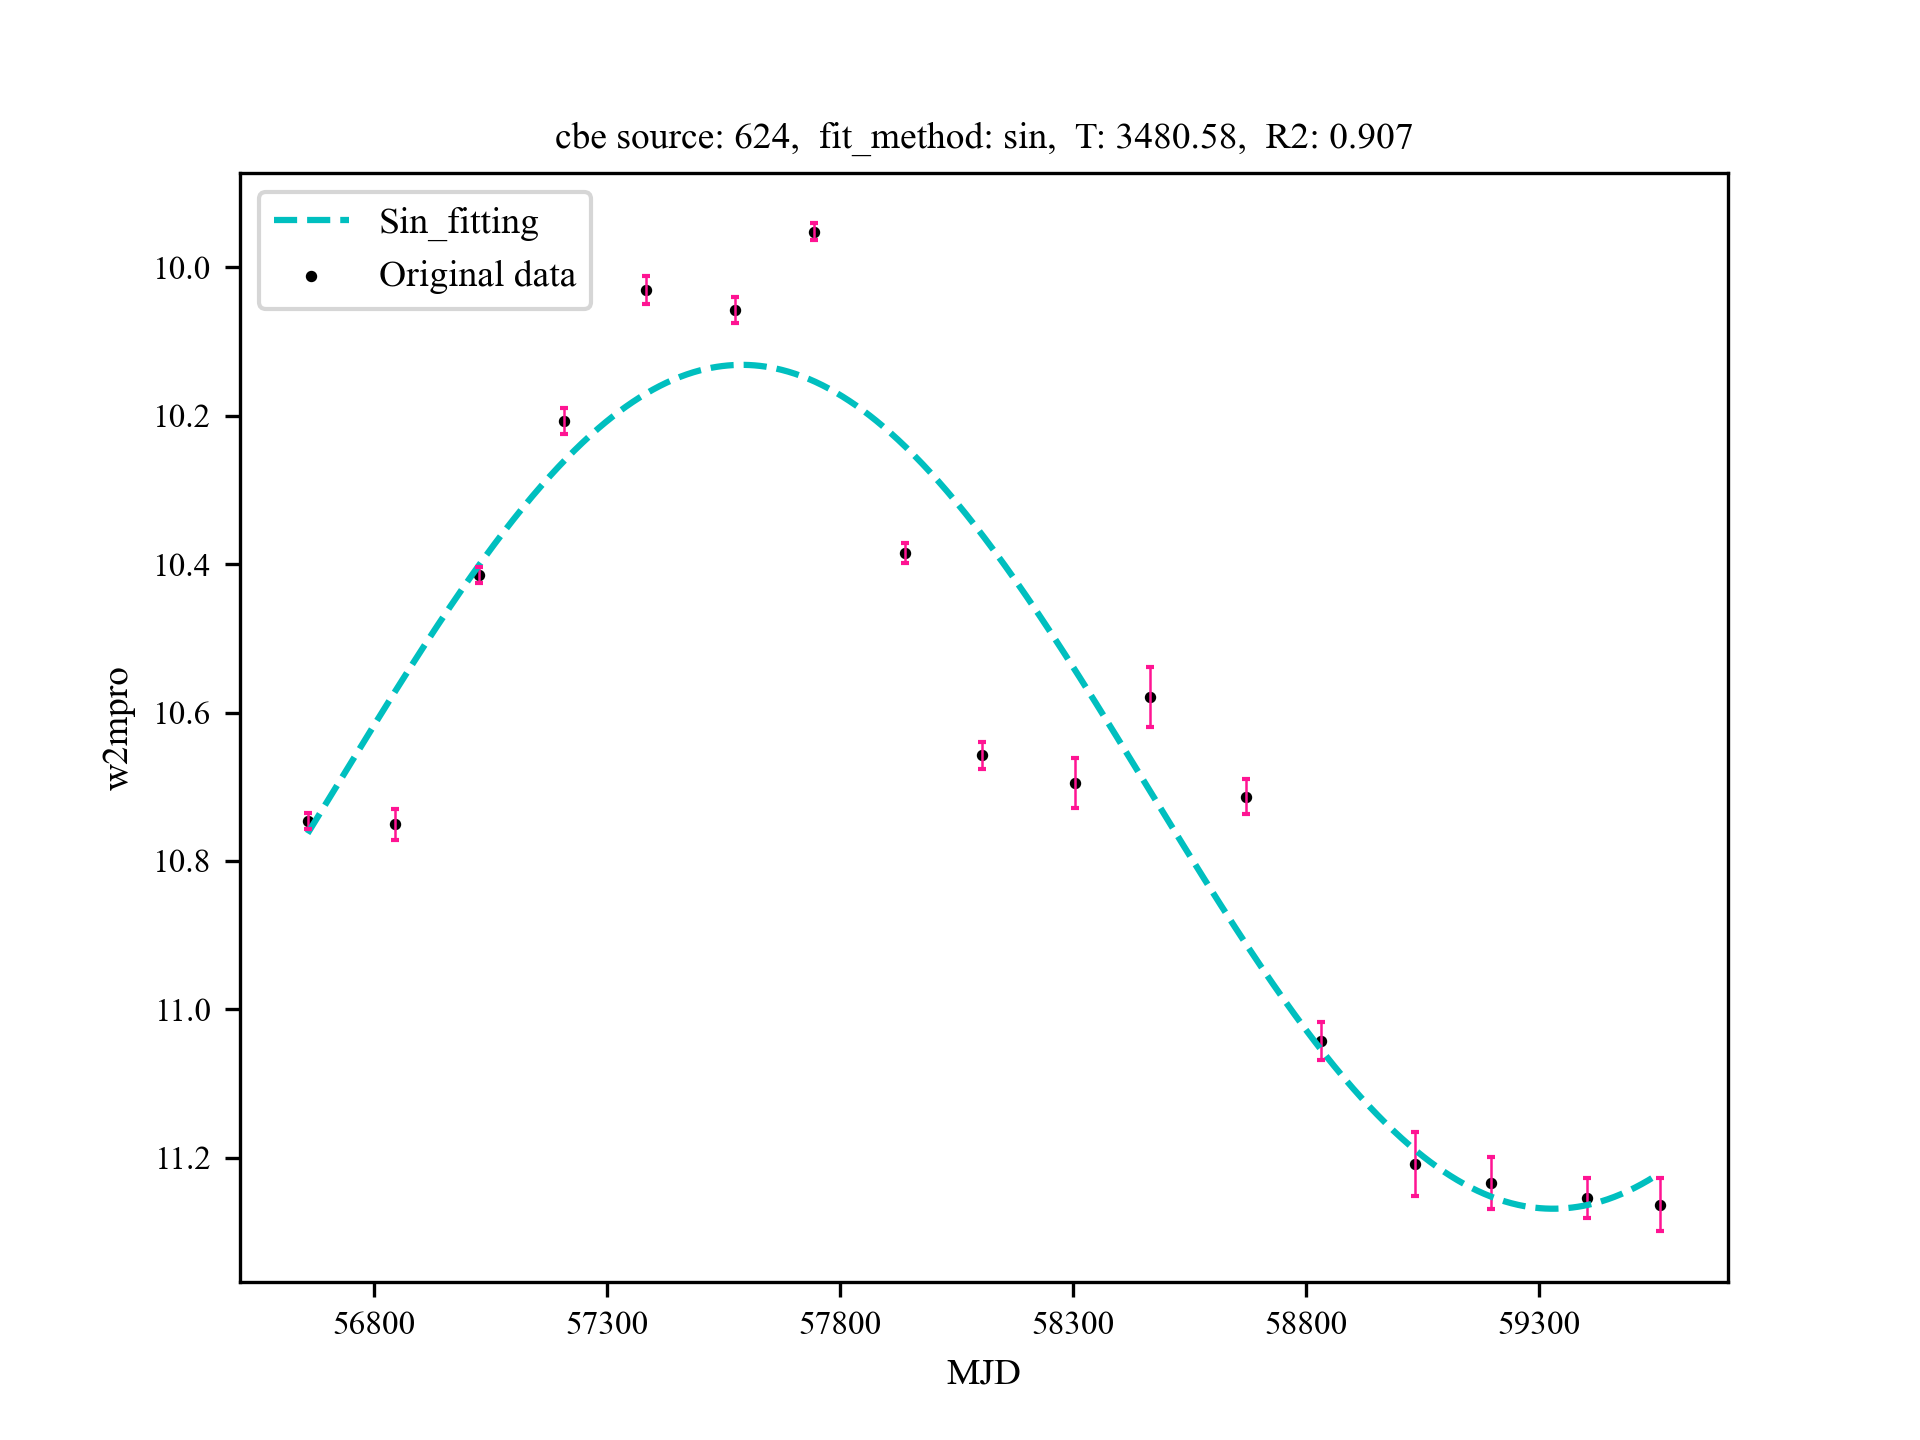 cbe source: 624,  fit_method: sin,  T: 3480.58,  R2: 0.907
Sin_fitting
Original data
10.0
10.2
10.4
10.6
10.8
11.0
11.2
w2mpro
56800 57300 57800 58300 58800 59300
MJD